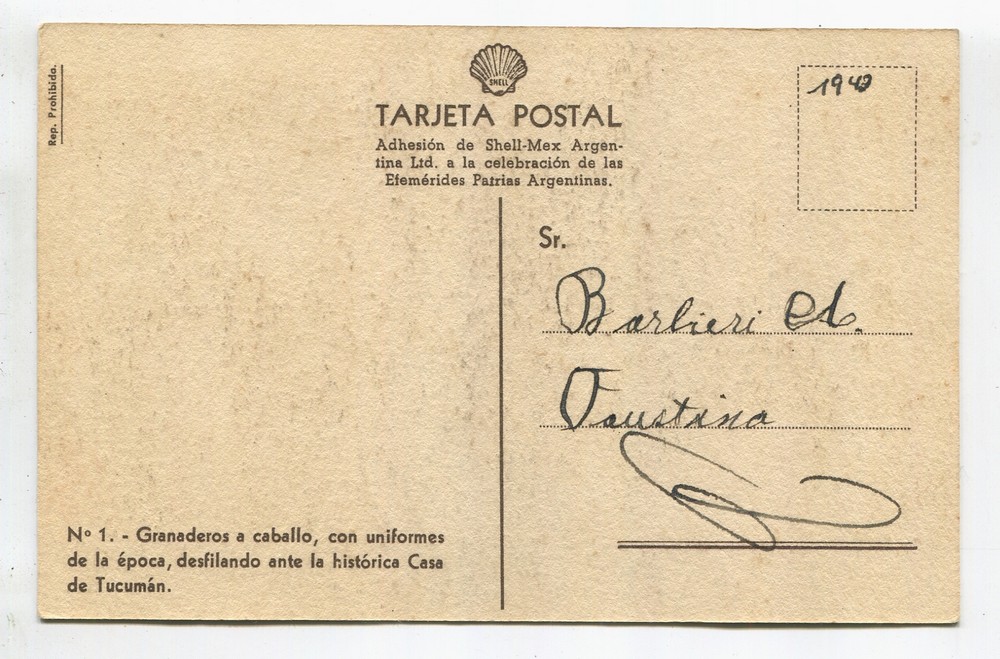 Rep. Prohibida.
SHELL
TARJETA POSTAL
Adhesión de Shell-Mex Argen-
tina Ltd. a la celebración de las
Efemérides Patrias Argentinas.
1940
Sr.
Barbieri A.
Faustina
Nº 1. - Granaderos a caballo, con uniformes
de la época, desfilando ante la histórica Casa
de Tucumán.